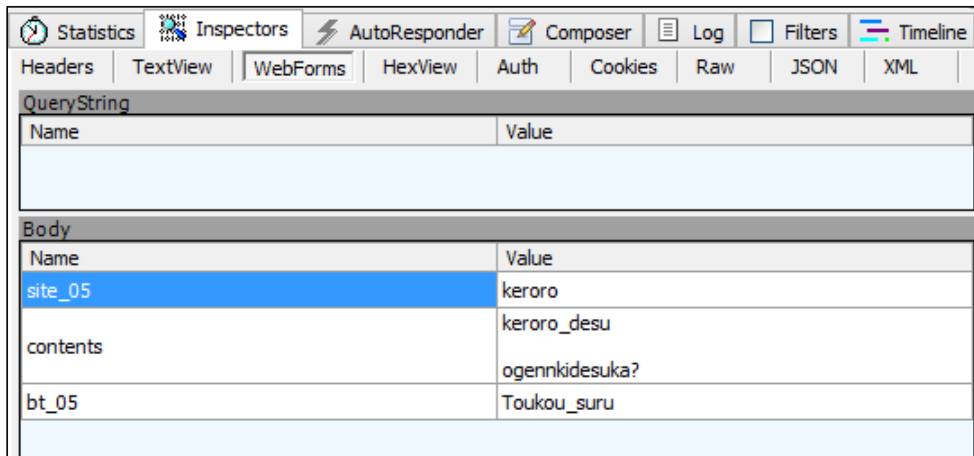 Statistics Inspectors AutoResponder Composer Log Filters Timeline
Headers TextView WebForms HexView Auth Cookies Raw JSON XML
QueryString
Name Value
Body
Name Value
site_05 keroro
contents keroro_desu
ogennkidesuka?
bt_05 Toukou_suru